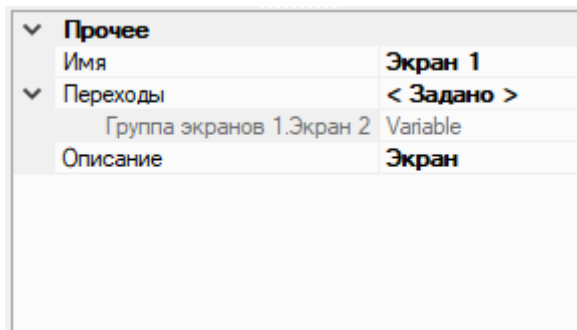 Прочее
Имя Экран 1
Переходы < Задано >
Группа экранов 1.Экран 2 Variable
Описание Экран